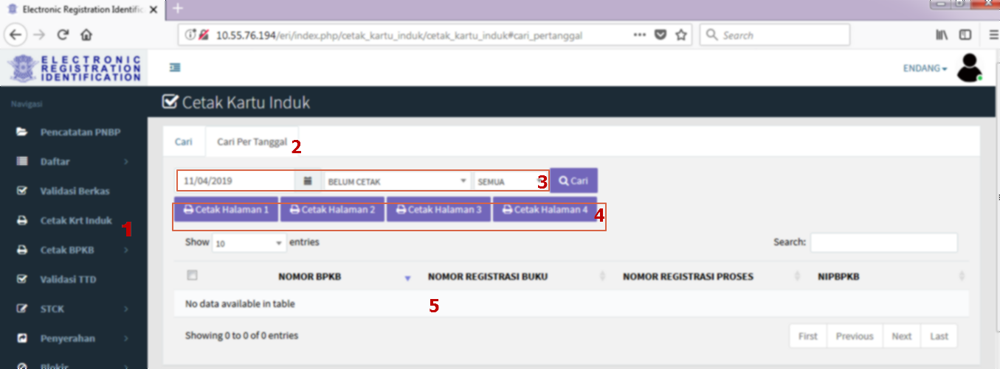 Electronic Registration Identific
10.55.76.194/eri/index.php/cetak_kartu_induk/cetak_kartu_induk#cari_pertanggal
Search
ELECTRONIC
REGISTRATION
IDENTIFICATION
ENDANG
Navigasi
Cetak Kartu Induk
Pencatatan PNBP
Daftar
Validasi Berkas
Cetak Krt Induk
1
Cetak BPKB
Validasi TTD
STCK
Penyerahan
Blokir
Cari
Cari Per Tanggal
2
11/04/2019
BELUM CETAK
SEMUA
3
Cari
Cetak Halaman 1
Cetak Halaman 2
Cetak Halaman 3
Cetak Halaman 4
4
Show 10 entries
Search:
NOMOR BPKB
NOMOR REGISTRASI BUKU
NOMOR REGISTRASI PROSES
NIPBPKB
No data available in table
5
Showing 0 to 0 of 0 entries
First
Previous
Next
Last